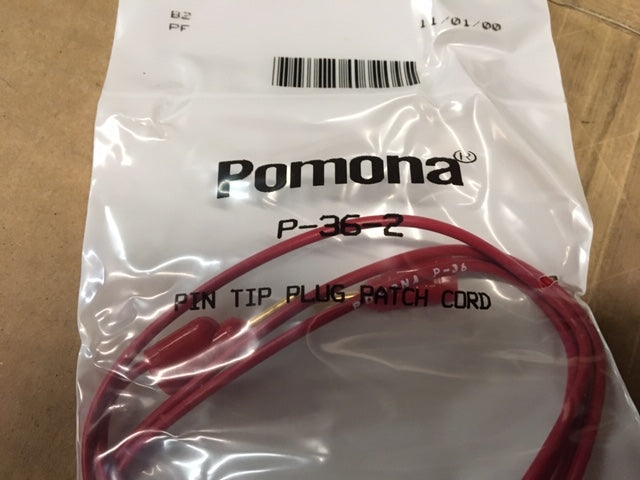 B2
PF
11/01/00
Pomona®
P-36-2
PIN TIP PLUG PATCH CORD
POMONA P-36